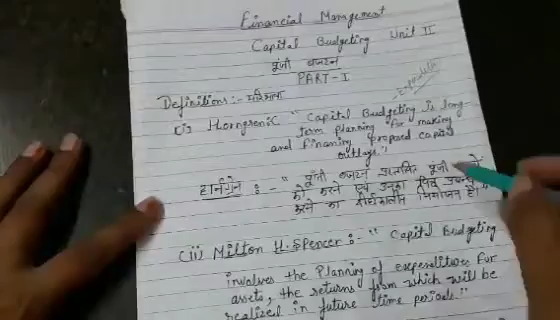 Financial Management
Capital Budgeting Unit II
पूंजी बजटन
PART-I
Definitions:- परिभाषा
(i) Horngren:C "Capital Budgeting is long-
term planning for making
and financing proposed capital
outlays."
हार्नग्रेन :- "पूँजी बजटन प्रस्तावित पूंजी
को करने एवं उनका
करने का दीर्घकालीन नियोजन है।"
(ii) Milton H. Spencer: "Capital Budgeting
involves the Planning of expenditures for
assets, the returns from which will be
realized in future time periods."